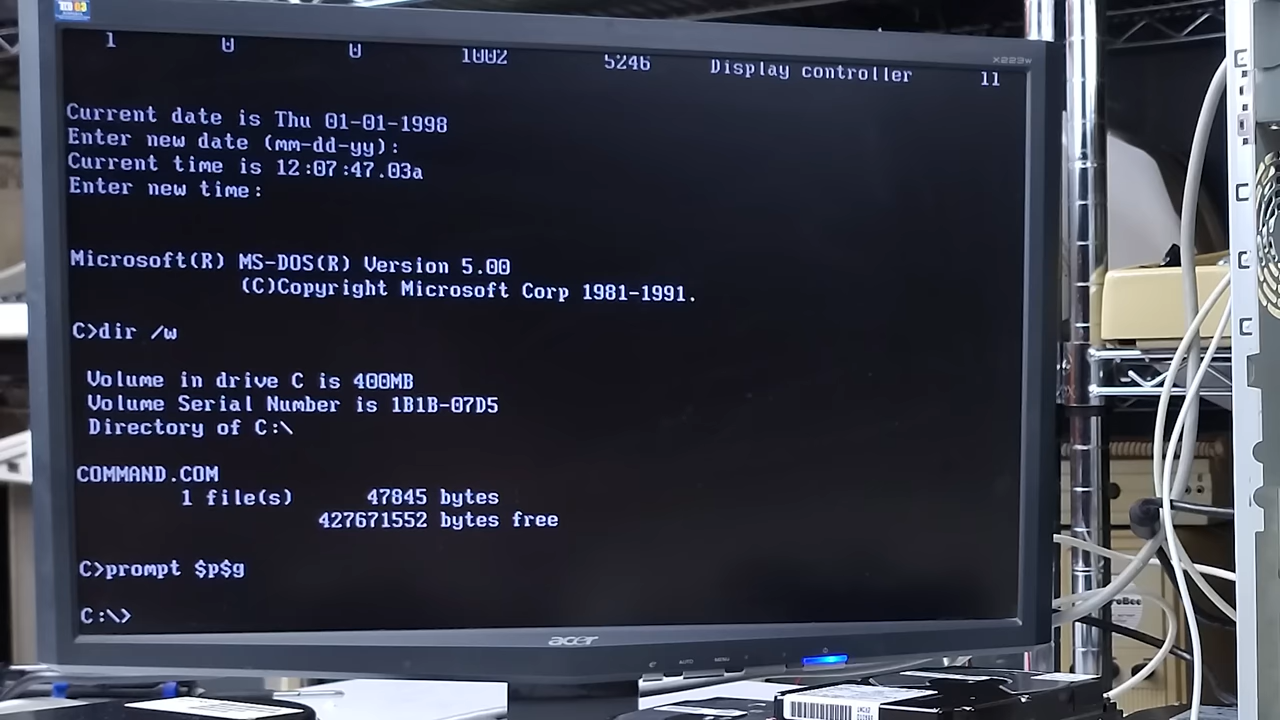 X223w
1 0 0 1002 5246 Display controller 11
Current date is Thu 01-01-1998
Enter new date (mm-dd-yy):
Current time is 12:07:47.03a
Enter new time:
Microsoft(R) MS-DOS(R) Version 5.00
(C)Copyright Microsoft Corp 1981-1991.
C>dir /w
Volume in drive C is 400MB
Volume Serial Number is 1B1B-07D5
Directory of C:\
COMMAND.COM
1 file(s) 47845 bytes
427671552 bytes free
C>prompt $p$g
C:\>
acer
AUTO
MENU